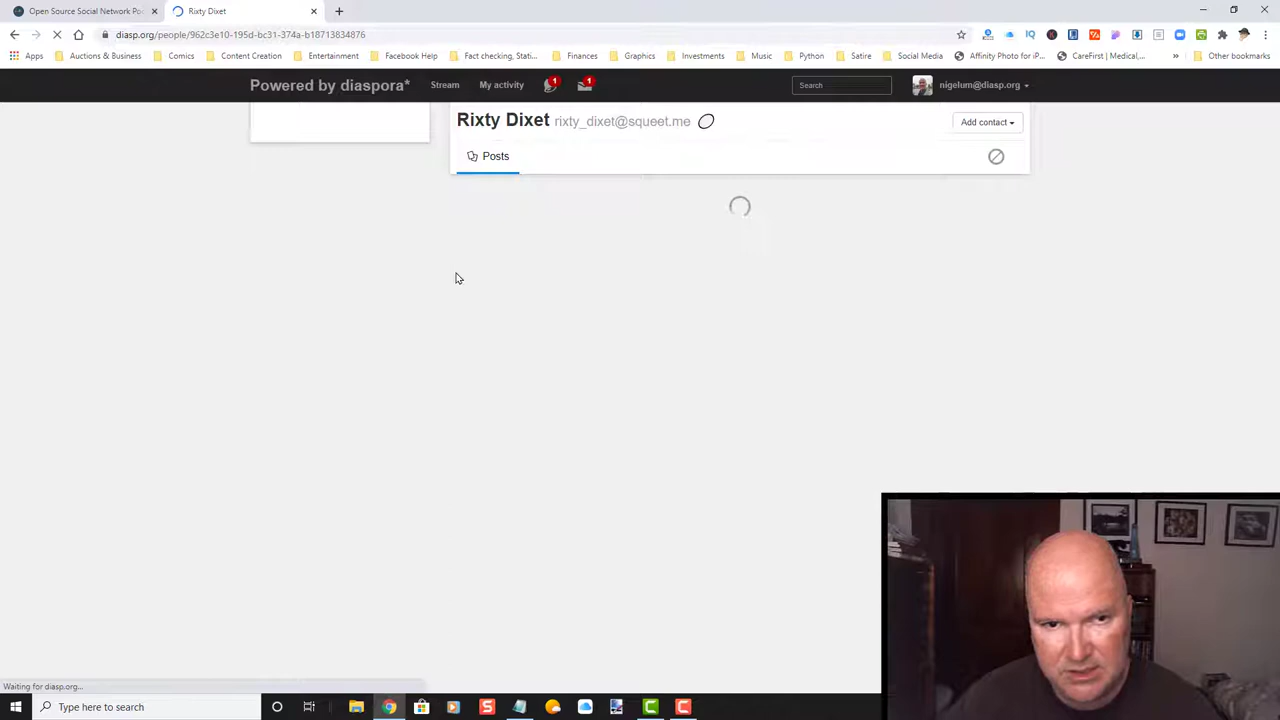 Open Source Social Network Po
Rixty Dixet
diasp.org/people/962c3e10-195d-bc31-374a-b18713834876
Apps Auctions & Business Comics Content Creation Entertainment Facebook Help Fact checking, Stati... Finances Graphics Investments Music Python Satire Social Media Affinity Photo for iP... CareFirst | Medical,... » Other bookmarks
Powered by diaspora* Stream My activity 1 1 Search nigelum@diasp.org
Rixty Dixet rixty_dixet@squeet.me Add contact
Posts
Waiting for diasp.org...
Type here to search